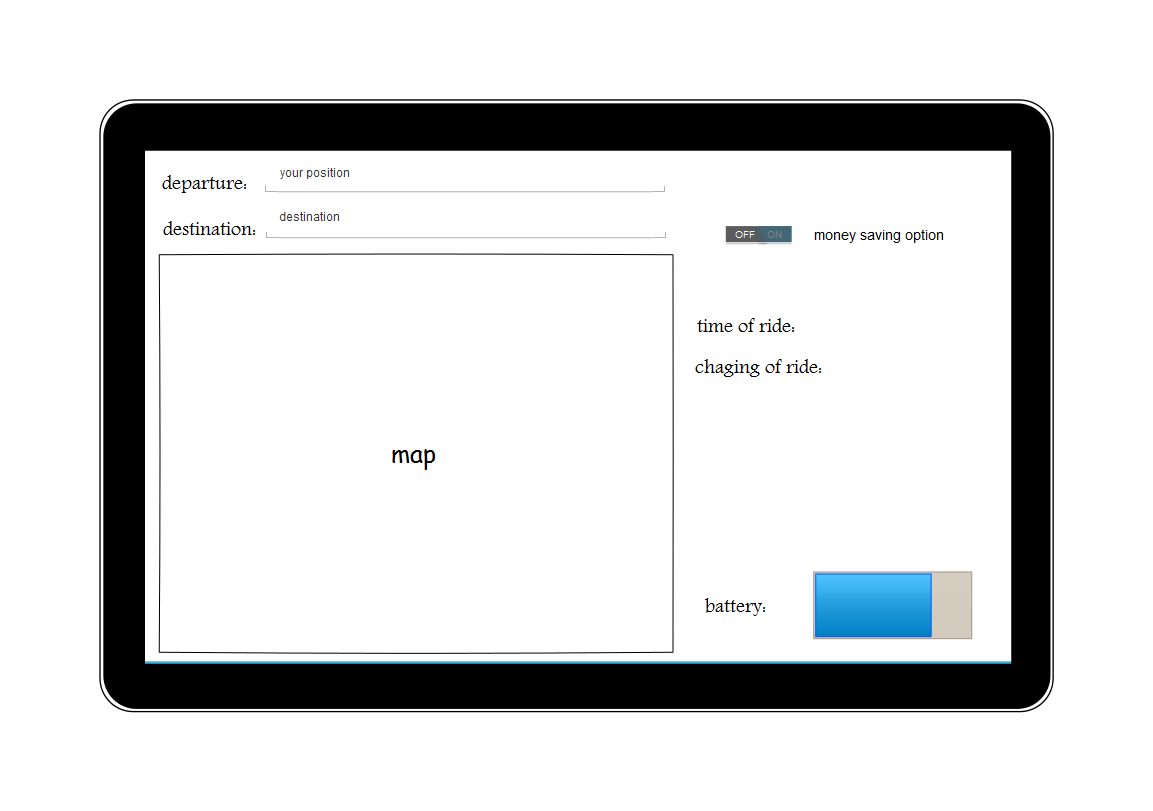 departure: your position
destination: destination
OFF ON money saving option
time of ride:
chaging of ride:
map
battery: